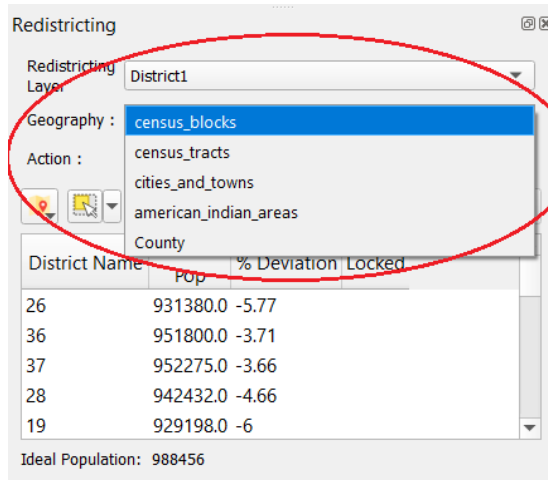 Redistricting
Redistricting Layer District1
Geography : census_blocks
census_tracts
Action :
cities_and_towns
american_indian_areas
County
District Name Pop % Deviation Locked
26 931380.0 -5.77
36 951800.0 -3.71
37 952275.0 -3.66
28 942432.0 -4.66
19 929198.0 -6
Ideal Population: 988456